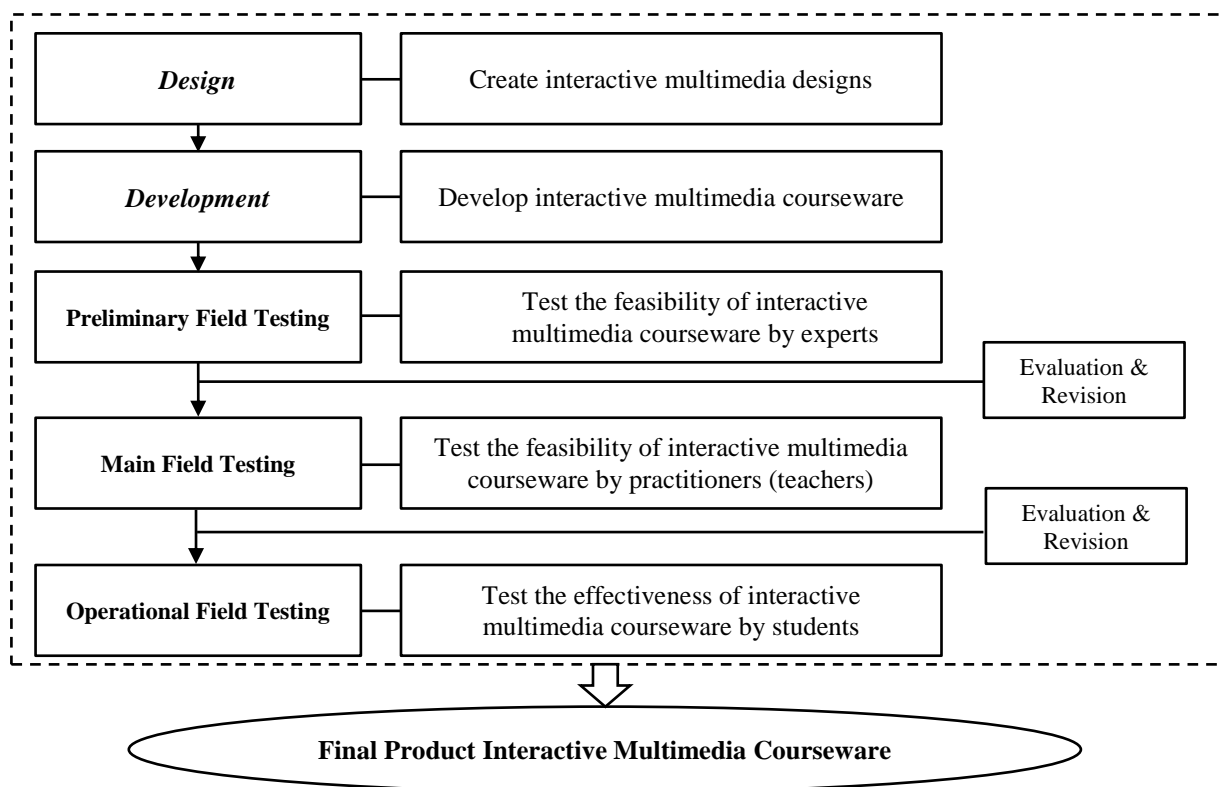 Design
Create interactive multimedia designs
Development
Develop interactive multimedia courseware
Preliminary Field Testing
Test the feasibility of interactive
multimedia courseware by experts
Evaluation &
Revision
Main Field Testing
Test the feasibility of interactive multimedia
courseware by practitioners (teachers)
Evaluation &
Revision
Operational Field Testing
Test the effectiveness of interactive
multimedia courseware by students
Final Product Interactive Multimedia Courseware